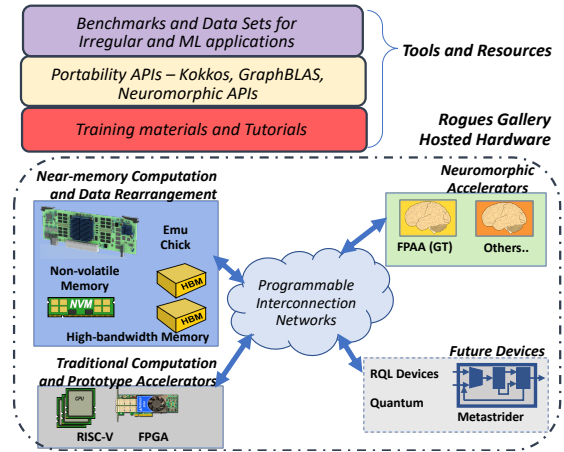 Benchmarks and Data Sets for
Irregular and ML applications
Portability APIs – Kokkos, GraphBLAS,
Neuromorphic APIs
Training materials and Tutorials
Tools and Resources
Rogues Gallery
Hosted Hardware
Near-memory Computation
and Data Rearrangement
Emu
Chick
Non-volatile
Memory
NVM
HBM
HBM
High-bandwidth Memory
Neuromorphic
Accelerators
FPAA (GT)
Others..
Programmable
Interconnection
Networks
Traditional Computation
and Prototype Accelerators
CPU
RISC-V
FPGA
Future Devices
RQL Devices
Quantum
Metastrider